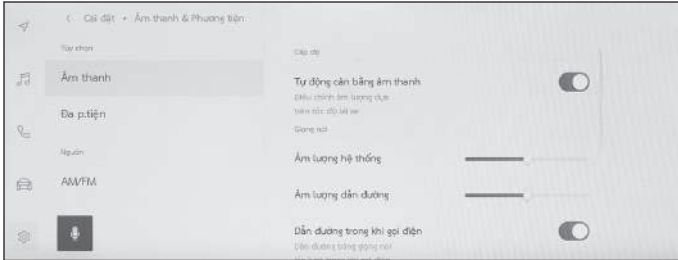 Cài đặt • Âm thanh & Phương tiện
Tùy chọn
Âm thanh
Đa p.tiện
Nguồn
AM/FM
Cấp độ
Tự động cân bằng âm thanh
Điều chỉnh âm lượng dựa
trên tốc độ lái xe
Giọng nói
Âm lượng hệ thống
Âm lượng dẫn đường
Dẫn đường trong khi gọi điện
Dẫn đường bằng giọng nói